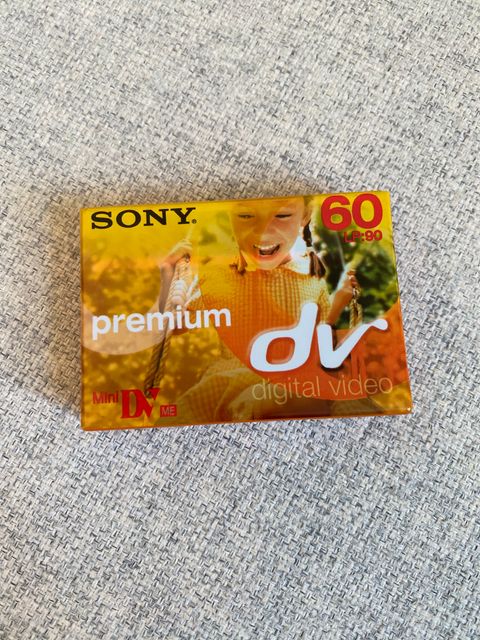 SONY.
60
LP:90
premium
dv
digital video
Mini DV ME